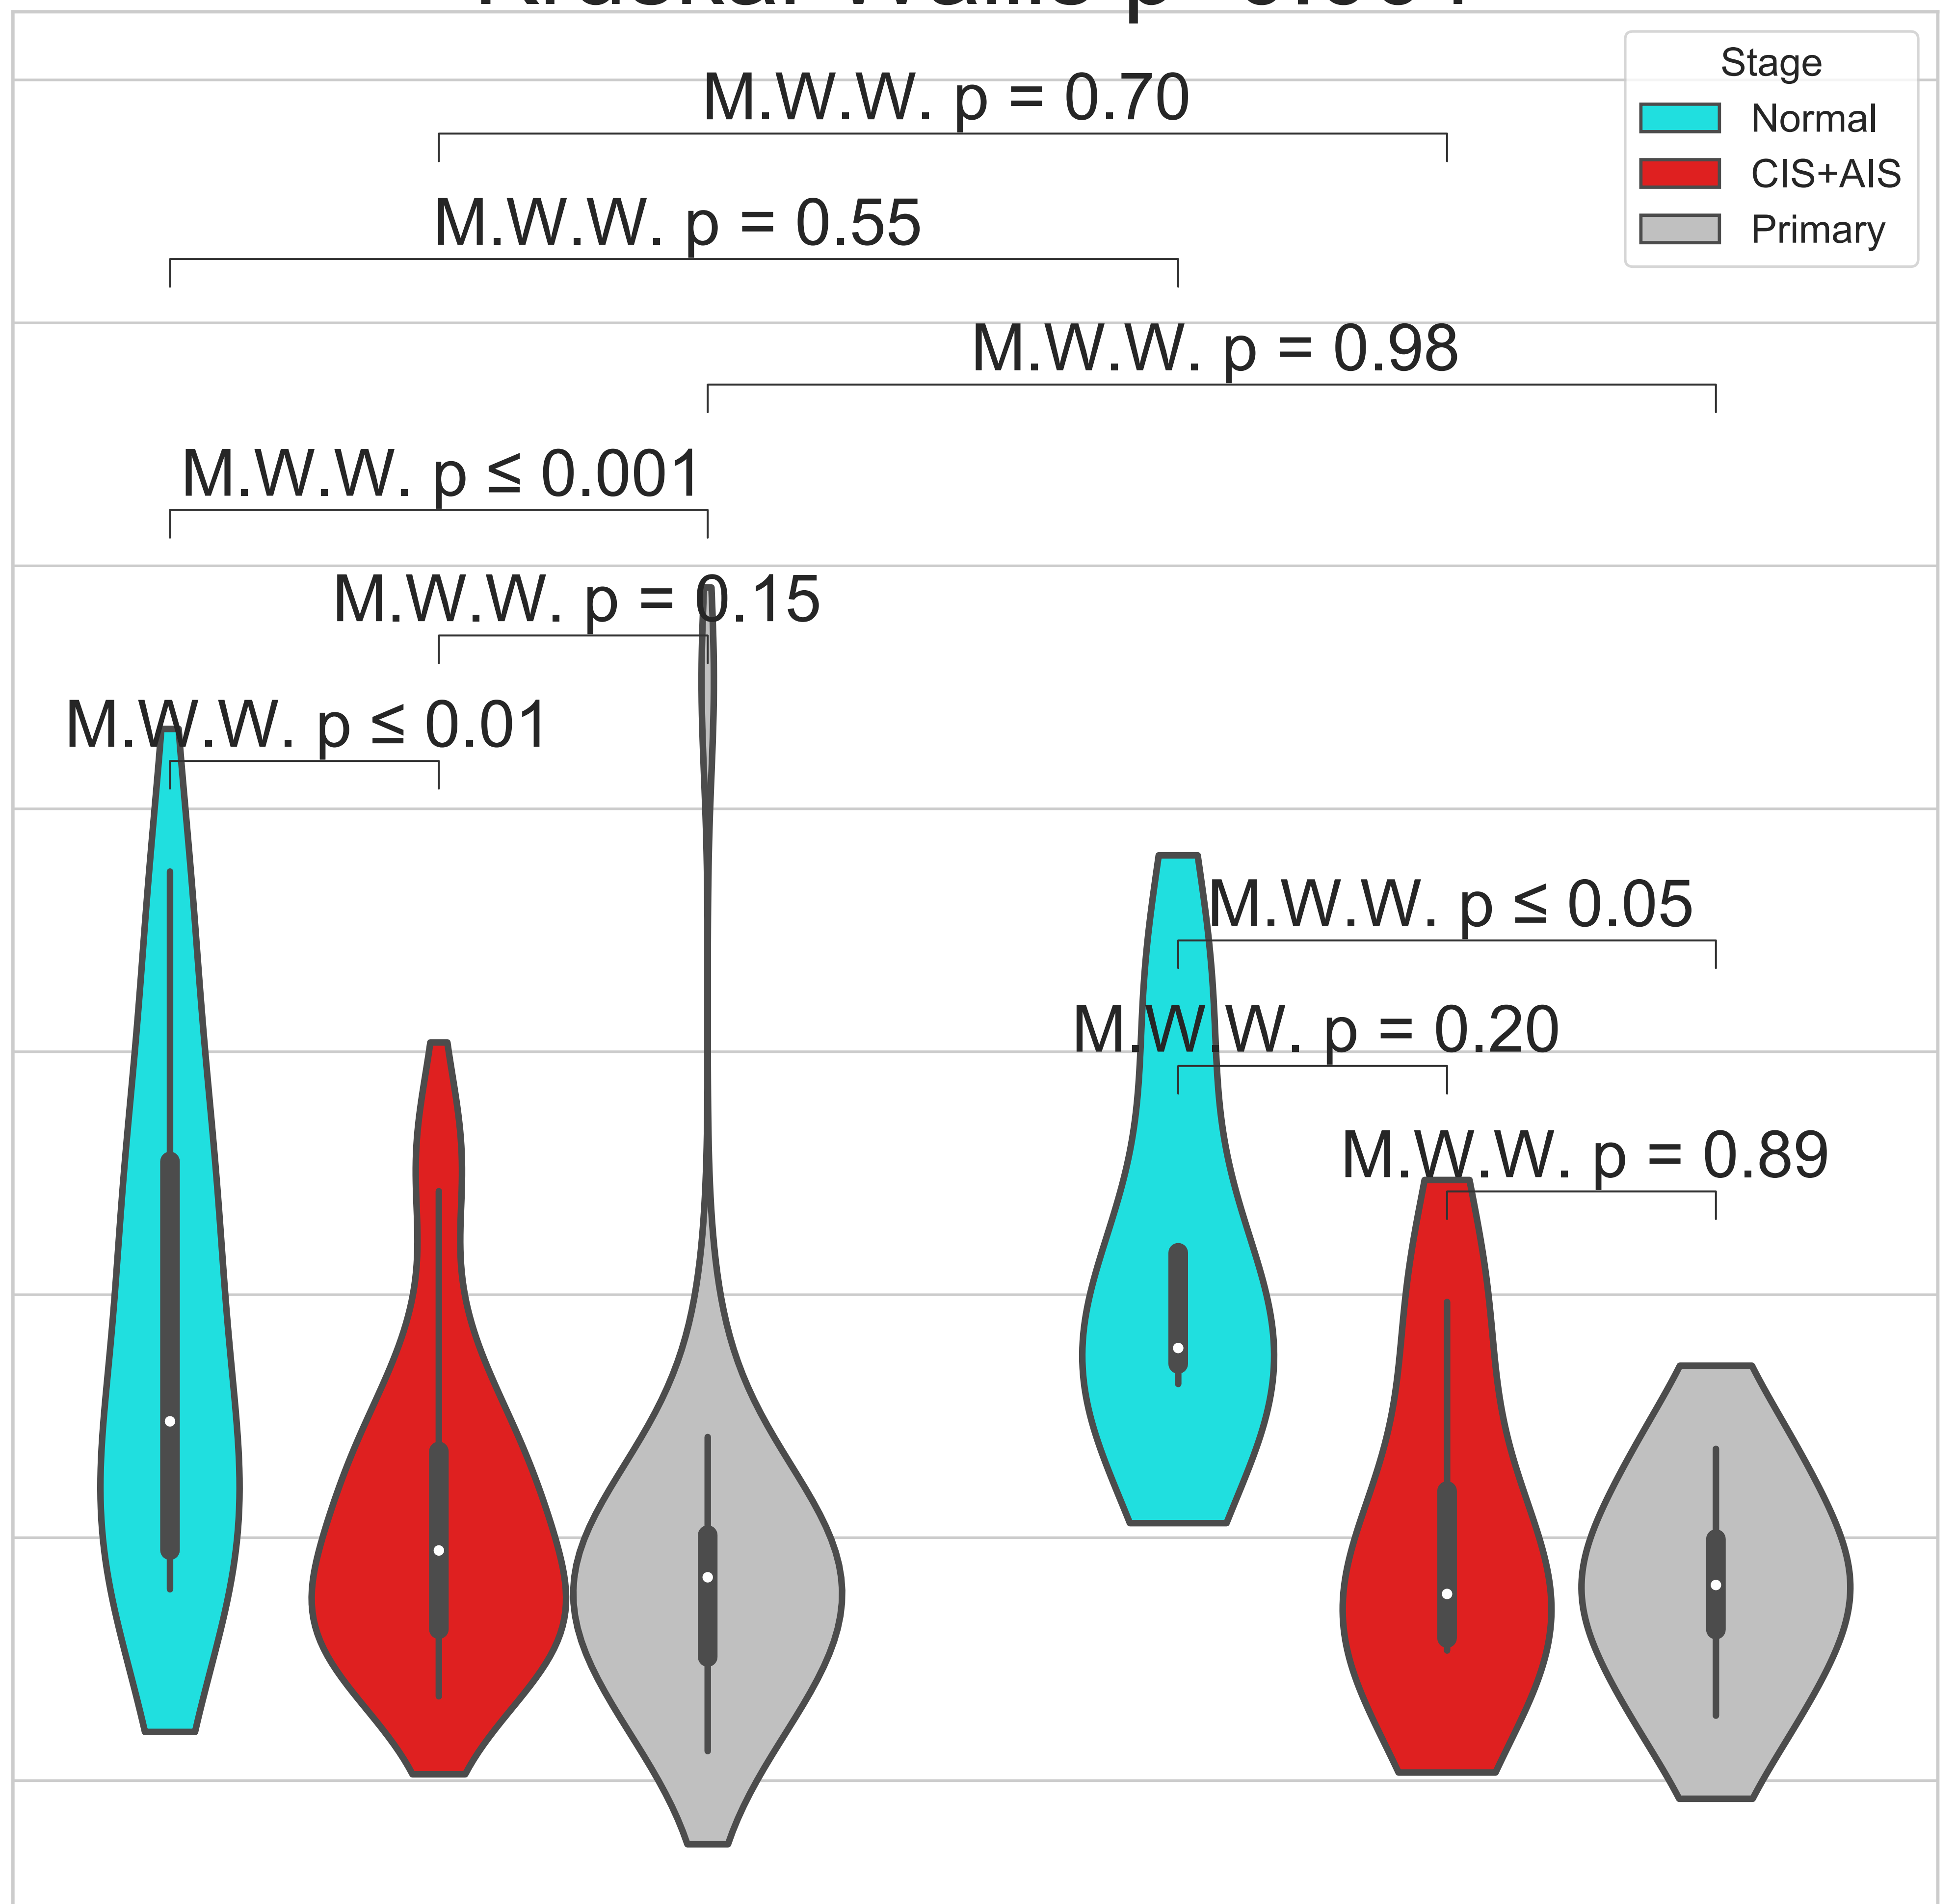 M.W.W. p = 0.70
M.W.W. p = 0.55
M.W.W. p = 0.98
M.W.W. p ≤ 0.001
M.W.W. p = 0.15
M.W.W. p ≤ 0.01
M.W.W. p ≤ 0.05
M.W.W. p = 0.20
M.W.W. p = 0.89
Stage
Normal
CIS+AIS
Primary